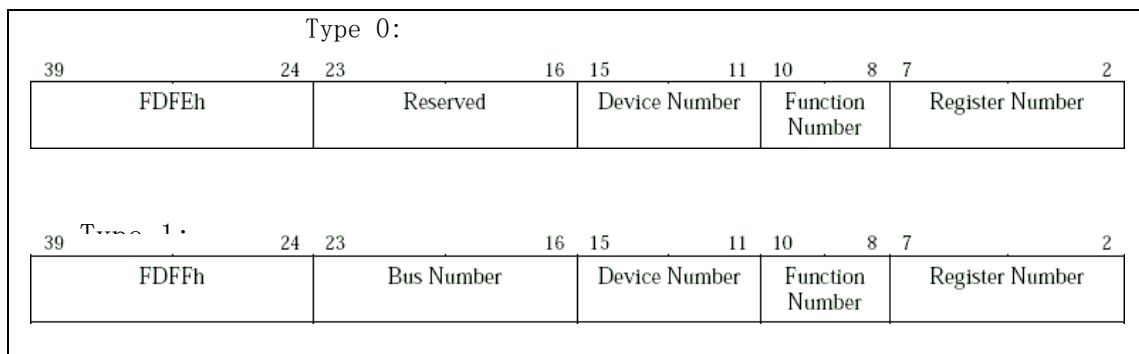 Type 0:
39 24 23 16 15 11 10 8 7 2
FDFEh Reserved Device Number Function Number Register Number
Type 1:
39 24 23 16 15 11 10 8 7 2
FDFFh Bus Number Device Number Function Number Register Number